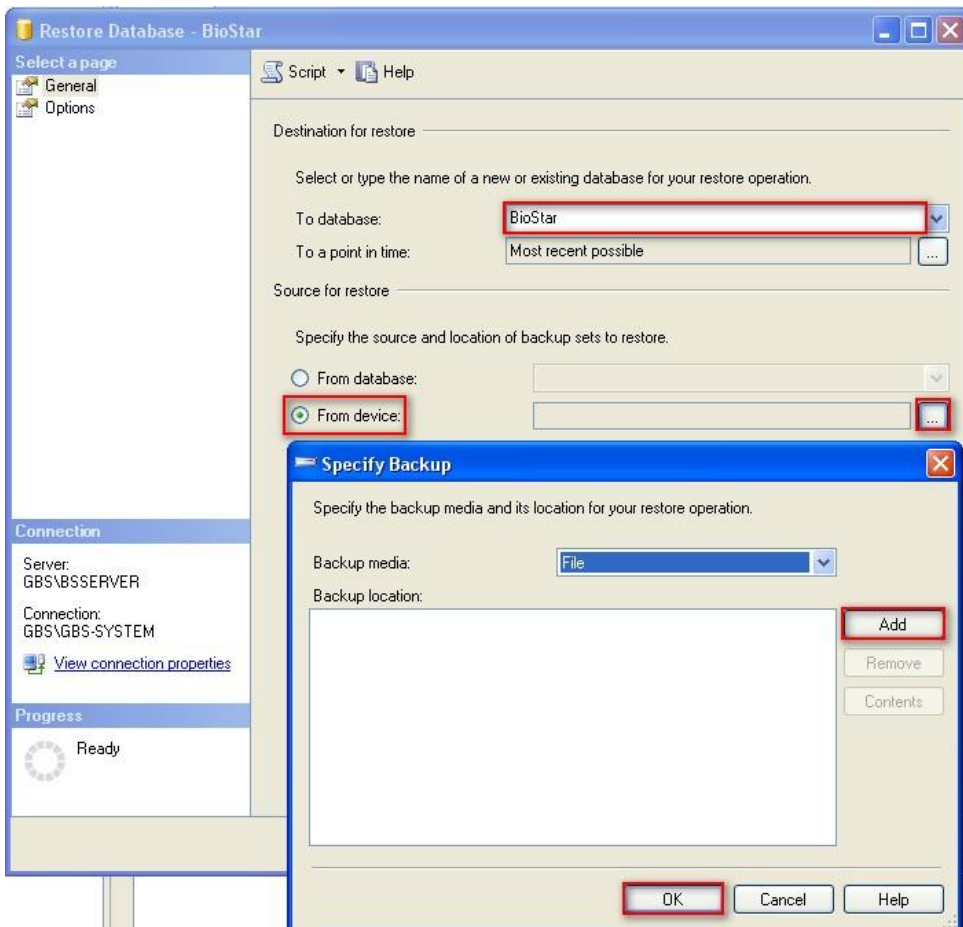 Restore Database - BioStar
Select a page
General
Options
Script Help
Destination for restore
Select or type the name of a new or existing database for your restore operation.
To database: BioStar
To a point in time: Most recent possible ...
Source for restore
Specify the source and location of backup sets to restore.
From database:
From device: ...
Connection
Server:
GBS\BSSERVER
Connection:
GBS\GBS-SYSTEM
View connection properties
Progress
Ready
Specify Backup
Specify the backup media and its location for your restore operation.
Backup media: File
Backup location:
Add
Remove
Contents
OK Cancel Help